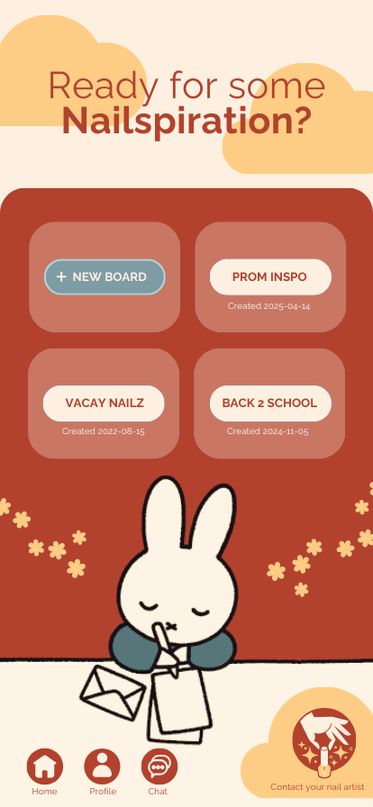 Ready for some
Nailspiration?
+ NEW BOARD
PROM INSPO
Created 2025-04-14
VACAY NAILZ
Created 2022-08-15
BACK 2 SCHOOL
Created 2024-11-05
Contact your nail artist
Home
Profile
Chat